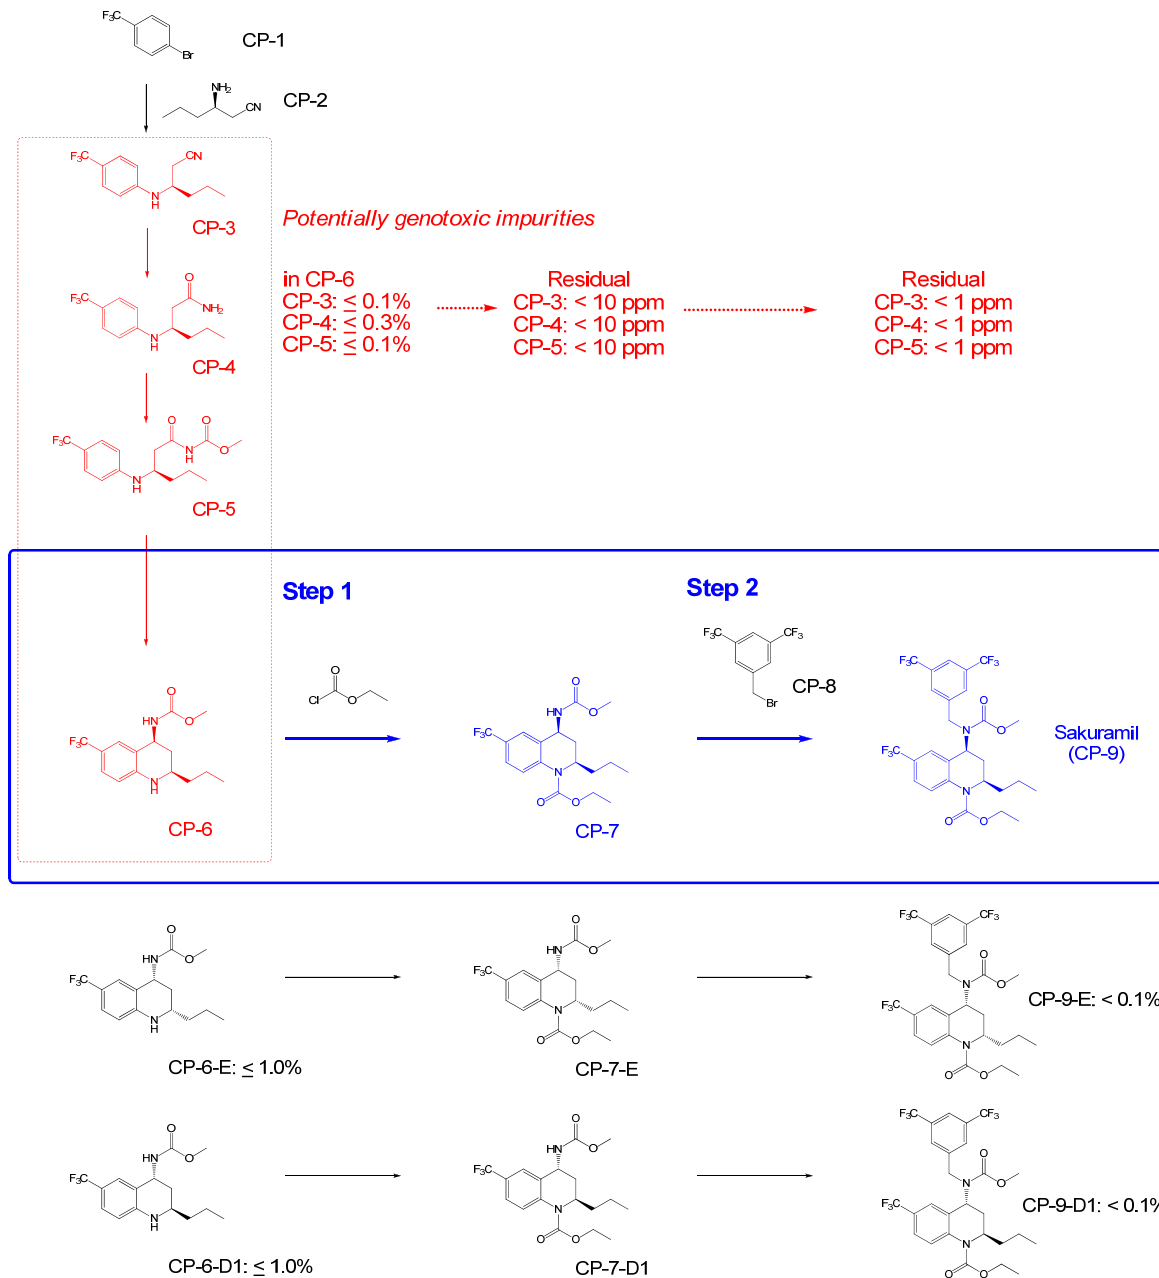 F₃C
Br
CP-1
NH₂
CN
CP-2
F₃C
CN
N
H
CP-3
Potentially genotoxic impurities
F₃C
O
NH₂
N
H
CP-4
in CP-6
CP-3: ≤ 0.1%
CP-4: ≤ 0.3%
CP-5: ≤ 0.1%
Residual
CP-3: < 10 ppm
CP-4: < 10 ppm
CP-5: < 10 ppm
Residual
CP-3: < 1 ppm
CP-4: < 1 ppm
CP-5: < 1 ppm
F₃C
O
O
N
H
O
N
H
CP-5
Step 1
Step 2
F₃C
CF₃
Br
CP-8
O
Cl
O
O
HN
O
F₃C
N
H
CP-6
O
HN
O
F₃C
N
O
O
CP-7
F₃C
CF₃
O
N
O
F₃C
N
O
O
Sakuramil
(CP-9)
O
HN
O
F₃C
N
H
CP-6-E: ≤ 1.0%
O
HN
O
F₃C
N
O
O
CP-7-E
F₃C
CF₃
O
N
O
F₃C
N
O
O
CP-9-E: < 0.1%
O
HN
O
F₃C
N
H
CP-6-D1: ≤ 1.0%
O
HN
O
F₃C
N
O
O
CP-7-D1
F₃C
CF₃
O
N
O
F₃C
N
O
O
CP-9-D1: < 0.1%